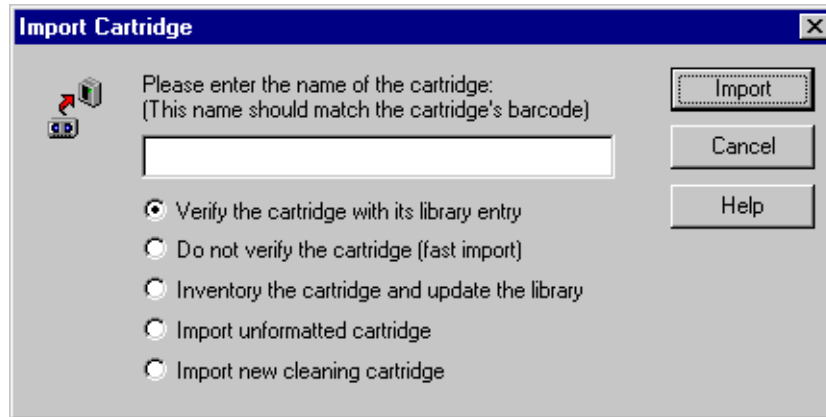 Import Cartridge
Please enter the name of the cartridge:
(This name should match the cartridge's barcode)
Import
Cancel
Help
Verify the cartridge with its library entry
Do not verify the cartridge (fast import)
Inventory the cartridge and update the library
Import unformatted cartridge
Import new cleaning cartridge